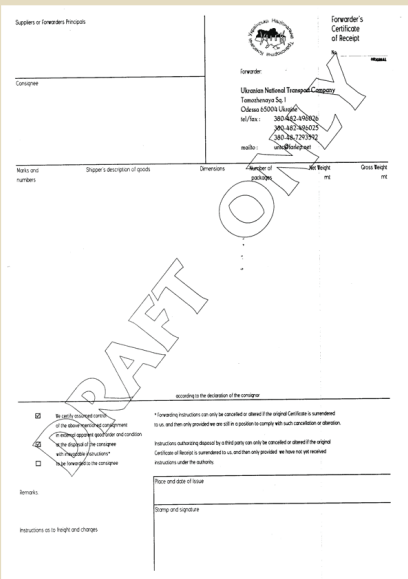 Suppliers or Forwarders Principals
Forwarder's
Certificate
of Receipt
No
ORIGINAL
Consignee
Forwarder:
Ukranian National Transport Company
Tamozhenaya Sq, 1
Odessa 65004 Ukraine
tel/fax : 380-482-496026
380-482-496025
380-48-7293572
mailto :
Marks and
numbers
Shipper's description of goods
Dimensions
Number of
packages
Net Weight
mt
Gross Weight
mt
DRAFT ONLY
according to the declaration of the consignor
We certify assumed control
of the above mentioned consignment
in external apparent good order and condition
at the disposal of the consignee
with irrevocable instructions*
to be forwarded to the consignee
* Forwarding instructions can only be cancelled or altered if the original Certificate is surrendered
to us, and then only provided we are still in a position to comply with such cancellation or alteration.
Instructions authorizing disposal by a third party can only be cancelled or altered if the original
Certificate of Receipt is surrendered to us, and then only provided we have not yet received
instructions under the authority.
Remarks
Place and date of issue
Stamp and signature
Instructions as to freight and charges